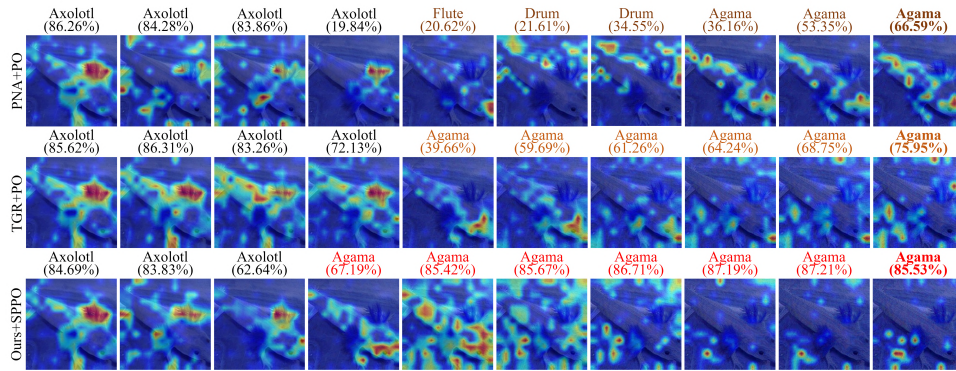 Axolotl Axolotl Axolotl Axolotl Flute Drum Drum Agama Agama Agama
(86.26%) (84.28%) (83.86%) (19.84%) (20.62%) (21.61%) (34.55%) (36.16%) (53.35%) (66.59%)
PNA+PO
Axolotl Axolotl Axolotl Axolotl Agama Agama Agama Agama Agama Agama
(85.62%) (86.31%) (83.26%) (72.13%) (39.66%) (59.69%) (61.26%) (64.24%) (68.75%) (75.95%)
TGR+PO
Axolotl Axolotl Axolotl Agama Agama Agama Agama Agama Agama Agama
(84.69%) (83.83%) (62.64%) (67.19%) (85.42%) (85.67%) (86.71%) (87.19%) (87.21%) (85.53%)
Ours+SPPO